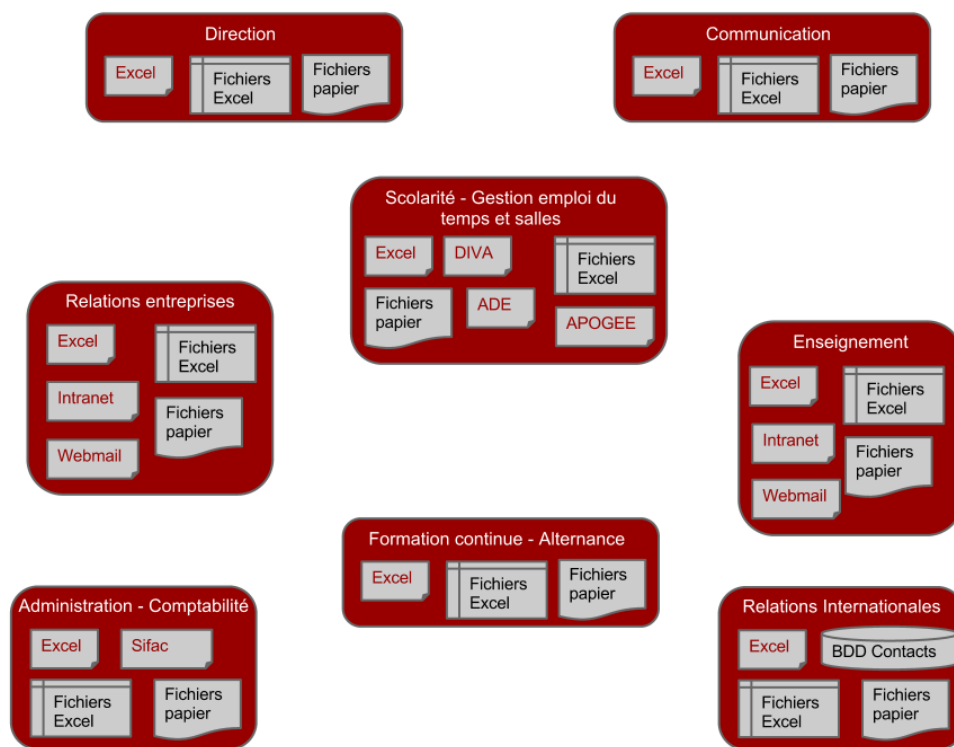 Direction
Excel
Fichiers
Excel
Fichiers
papier
Communication
Excel
Fichiers
Excel
Fichiers
papier
Scolarité - Gestion emploi du
temps et salles
Excel
DIVA
Fichiers
Excel
Fichiers
papier
ADE
APOGEE
Relations entreprises
Excel
Fichiers
Excel
Intranet
Fichiers
papier
Webmail
Enseignement
Excel
Fichiers
Excel
Intranet
Fichiers
papier
Webmail
Formation continue - Alternance
Excel
Fichiers
Excel
Fichiers
papier
Administration - Comptabilité
Excel
Sifac
Fichiers
Excel
Fichiers
papier
Relations Internationales
Excel
BDD Contacts
Fichiers
Excel
Fichiers
papier